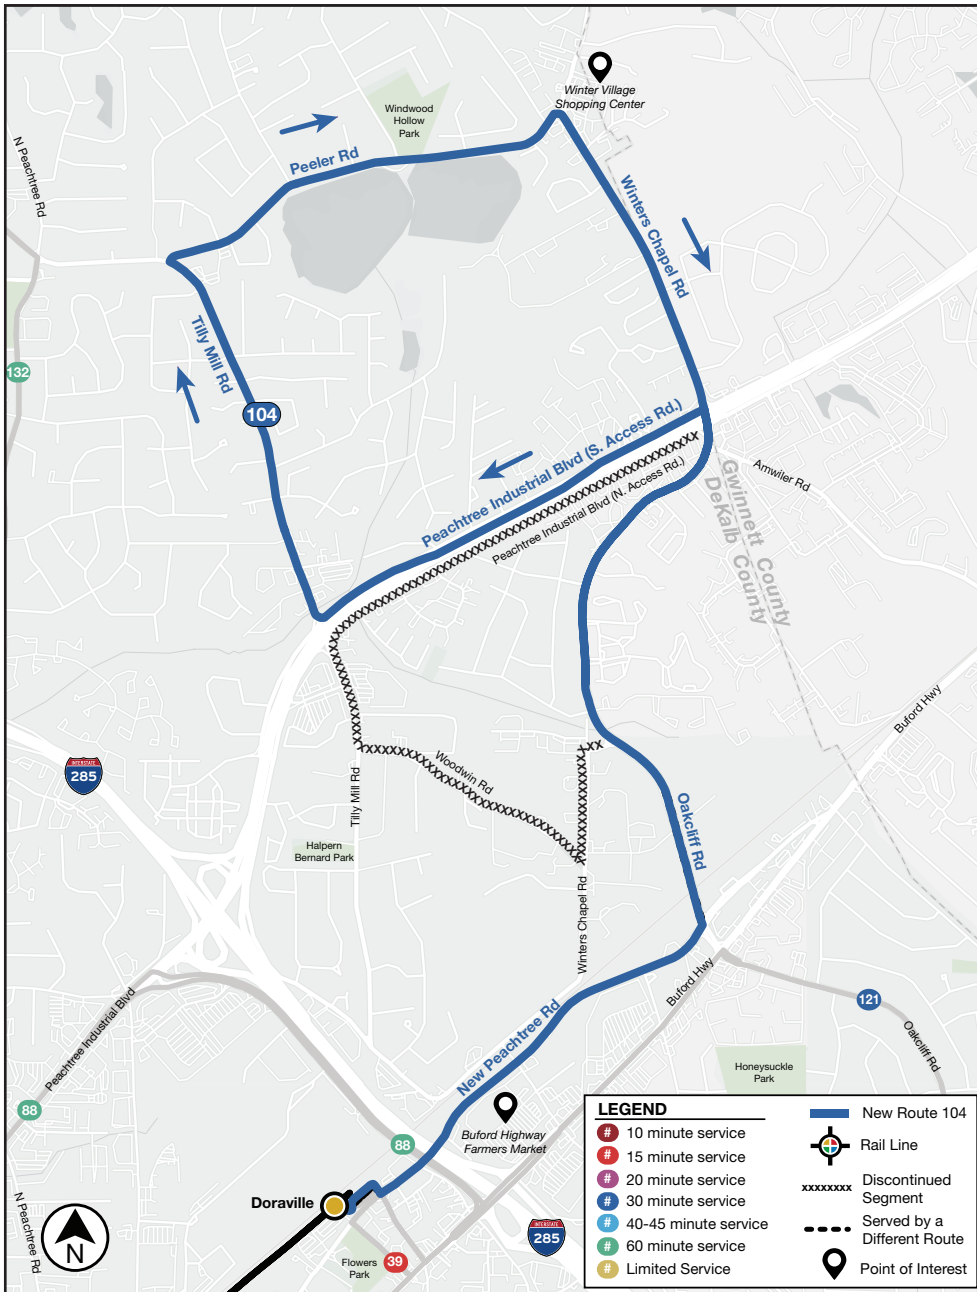 Winter Village
Shopping Center
Windwood
Hollow
Park
N Peachtree Rd
Peeler Rd
Winters Chapel Rd
Tilly Mill Rd
132
104
Peachtree Industrial Blvd (S. Access Rd.)
Peachtree Industrial Blvd (N. Access Rd.)
Amwiler Rd
Gwinnett County
DeKalb County
Buford Hwy
INTERSTATE
285
Woodwin Rd
Tilly Mill Rd
Oakcliff Rd
Halpern
Bernard Park
Winters Chapel Rd
Buford Hwy
121
Oakcliff Rd
Peachtree Industrial Blvd
New Peachtree Rd
Honeysuckle
Park
88
Buford Highway
Farmers Market
88
Doraville
N Peachtree Rd
N
Flowers
Park
39
INTERSTATE
285
LEGEND
# 10 minute service
# 15 minute service
# 20 minute service
# 30 minute service
# 40-45 minute service
# 60 minute service
# Limited Service
New Route 104
Rail Line
xxxxxxxx Discontinued
Segment
Served by a
Different Route
Point of Interest